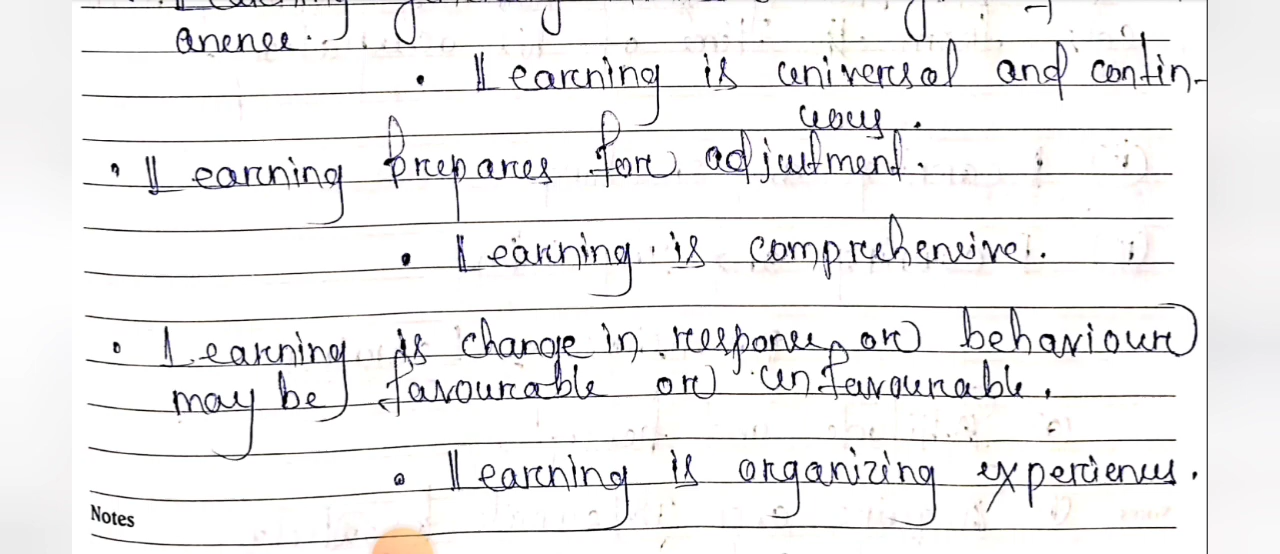 • Learning is universal and contin-
uous.
• Learning prepares for adjustment.
• Learning is comprehensive.
• Learning is change in response, or behaviour
may be favourable or unfavourable.
• Learning is organizing experiences.
Notes